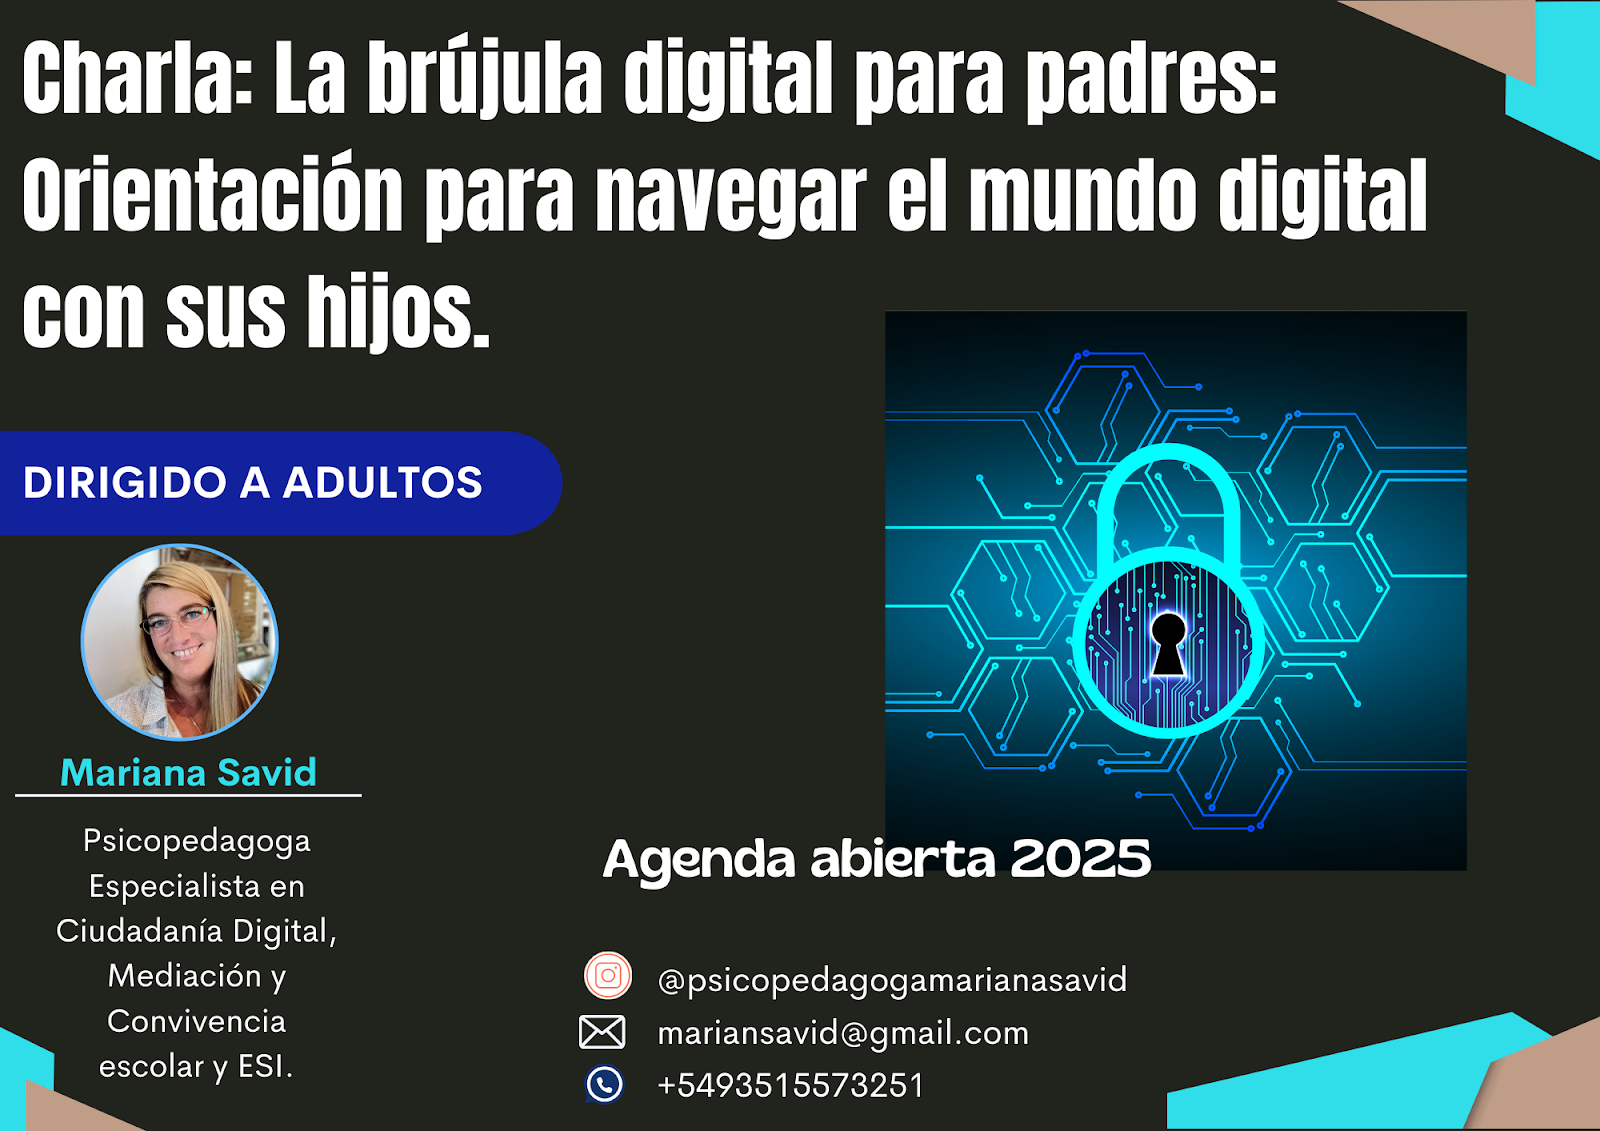 Charla: La brújula digital para padres:
Orientación para navegar el mundo digital
con sus hijos.
DIRIGIDO A ADULTOS
Mariana Savid
Psicopedagoga
Especialista en
Ciudadanía Digital,
Mediación y
Convivencia
escolar y ESI.
Agenda abierta 2025
@psicopedagogamarianasavid
mariansavid@gmail.com
+5493515573251